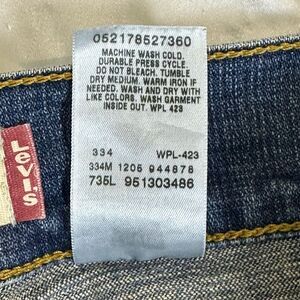 052178527360
MACHINE WASH COLD.
DURABLE PRESS CYCLE.
DO NOT BLEACH. TUMBLE
DRY MEDIUM. WARM IRON IF
NEEDED. WASH AND DRY WITH
LIKE COLORS. WASH GARMENT
INSIDE OUT. WPL 423
334 WPL-423
334M 1205 944878
735L 951303486
LEVI'S